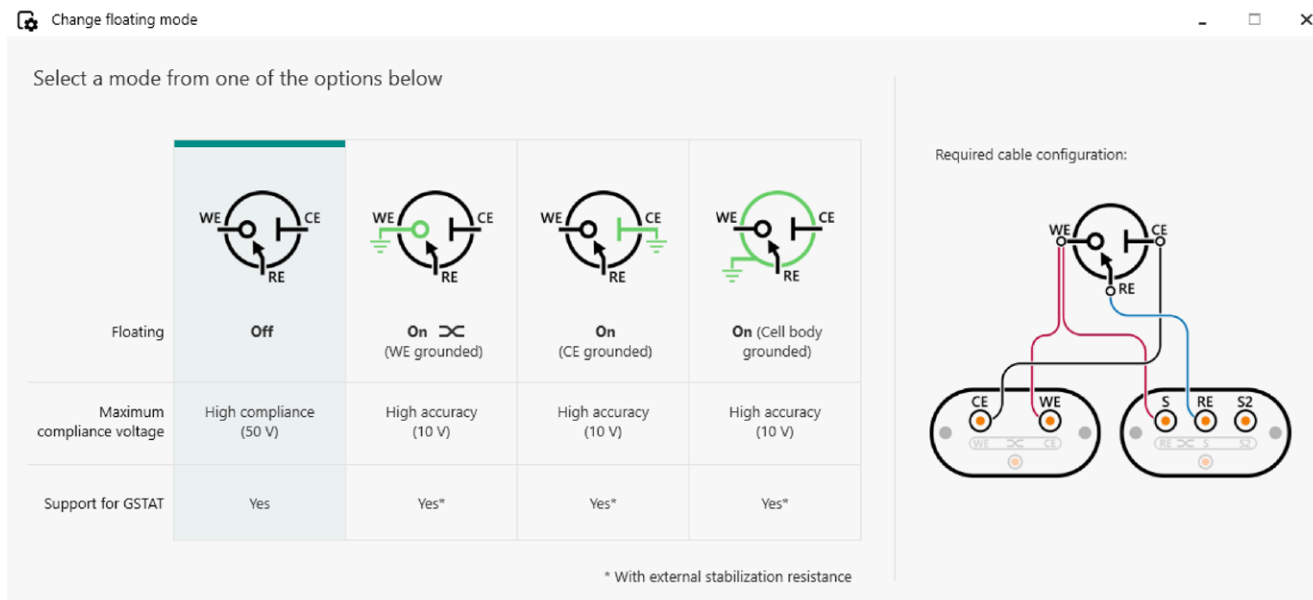 Change floating mode
Select a mode from one of the options below
WE CE RE
WE CE RE
WE CE RE
WE CE RE
Floating
Off
On
(WE grounded)
On
(CE grounded)
On (Cell body
grounded)
Maximum
compliance voltage
High compliance
(50 V)
High accuracy
(10 V)
High accuracy
(10 V)
High accuracy
(10 V)
Support for GSTAT
Yes
Yes*
Yes*
Yes*
* With external stabilization resistance
Required cable configuration:
WE CE
RE
CE WE
WE CE
S RE S2
RE S S2